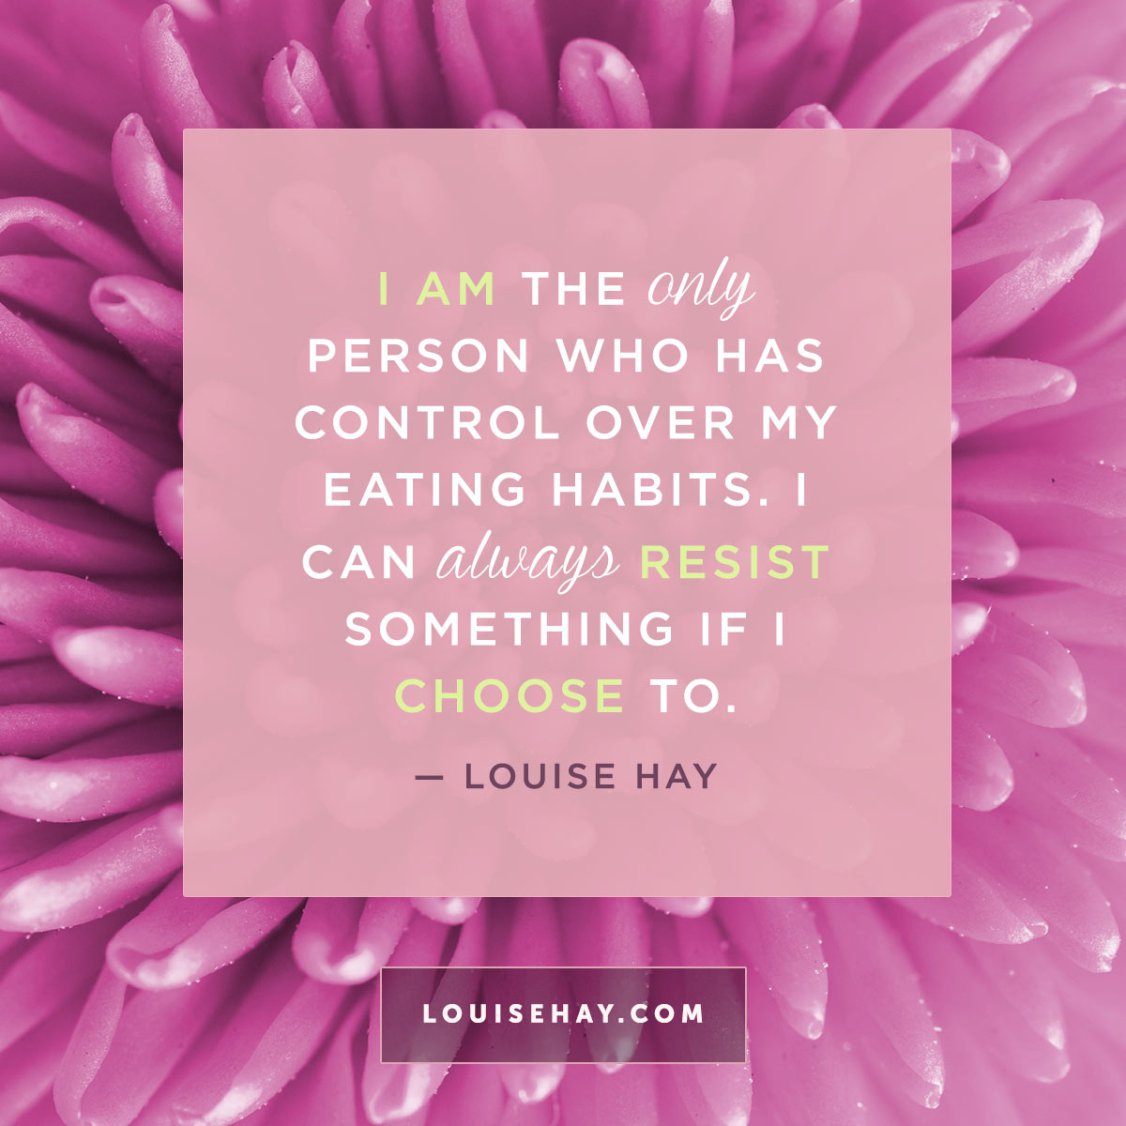 I AM THE only
PERSON WHO HAS
CONTROL OVER MY
EATING HABITS. I
CAN always RESIST
SOMETHING IF I
CHOOSE TO.
— LOUISE HAY
LOUISEHAY.COM